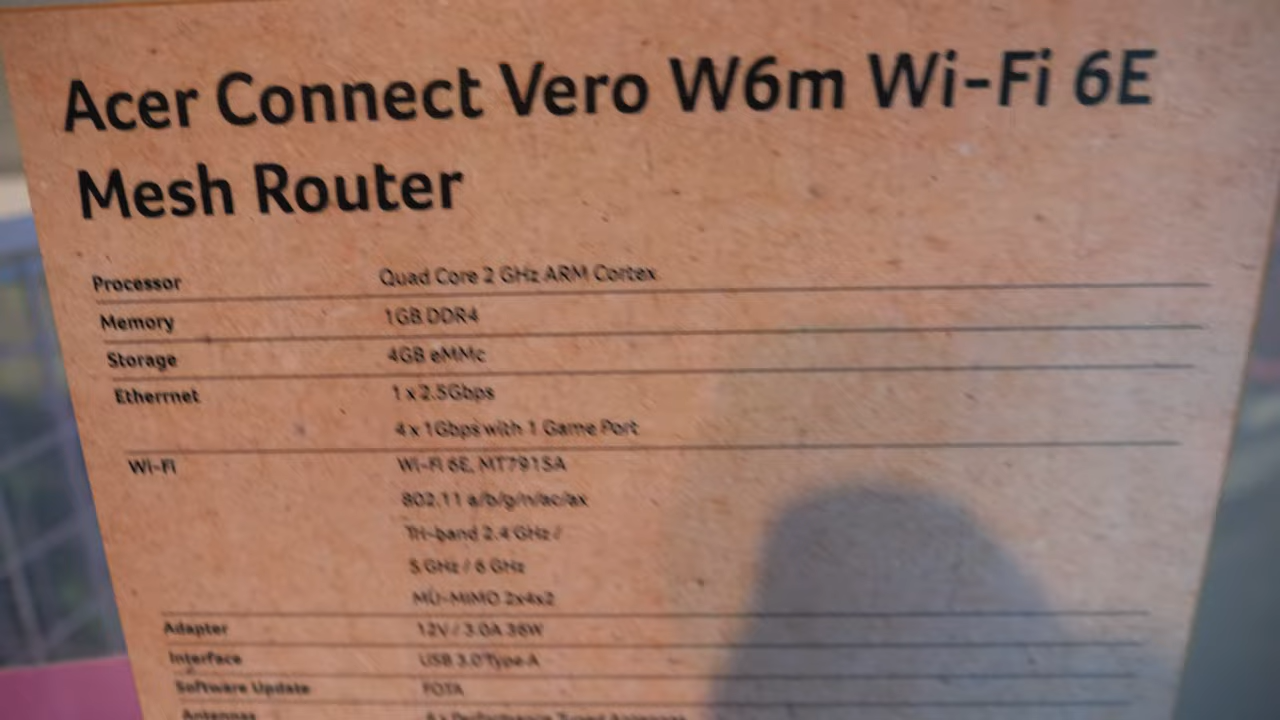 Acer Connect Vero W6m Wi-Fi 6E
Mesh Router
Processor Quad Core 2 GHz ARM Cortex
Memory 1GB DDR4
Storage 4GB eMMc
Etherrnet 1 x 2.5Gbps
4 x 1Gbps with 1 Game Port
Wi-Fi Wi-Fi 6E, MT7915A
802.11 a/b/g/n/ac/ax
Tri-band 2.4 GHz /
5 GHz / 6 GHz
MU-MIMO 2x4x2
Adapter 12V / 3.0A 36W
Interface USB 3.0 Type-A
Software Update FOTA
Antennas